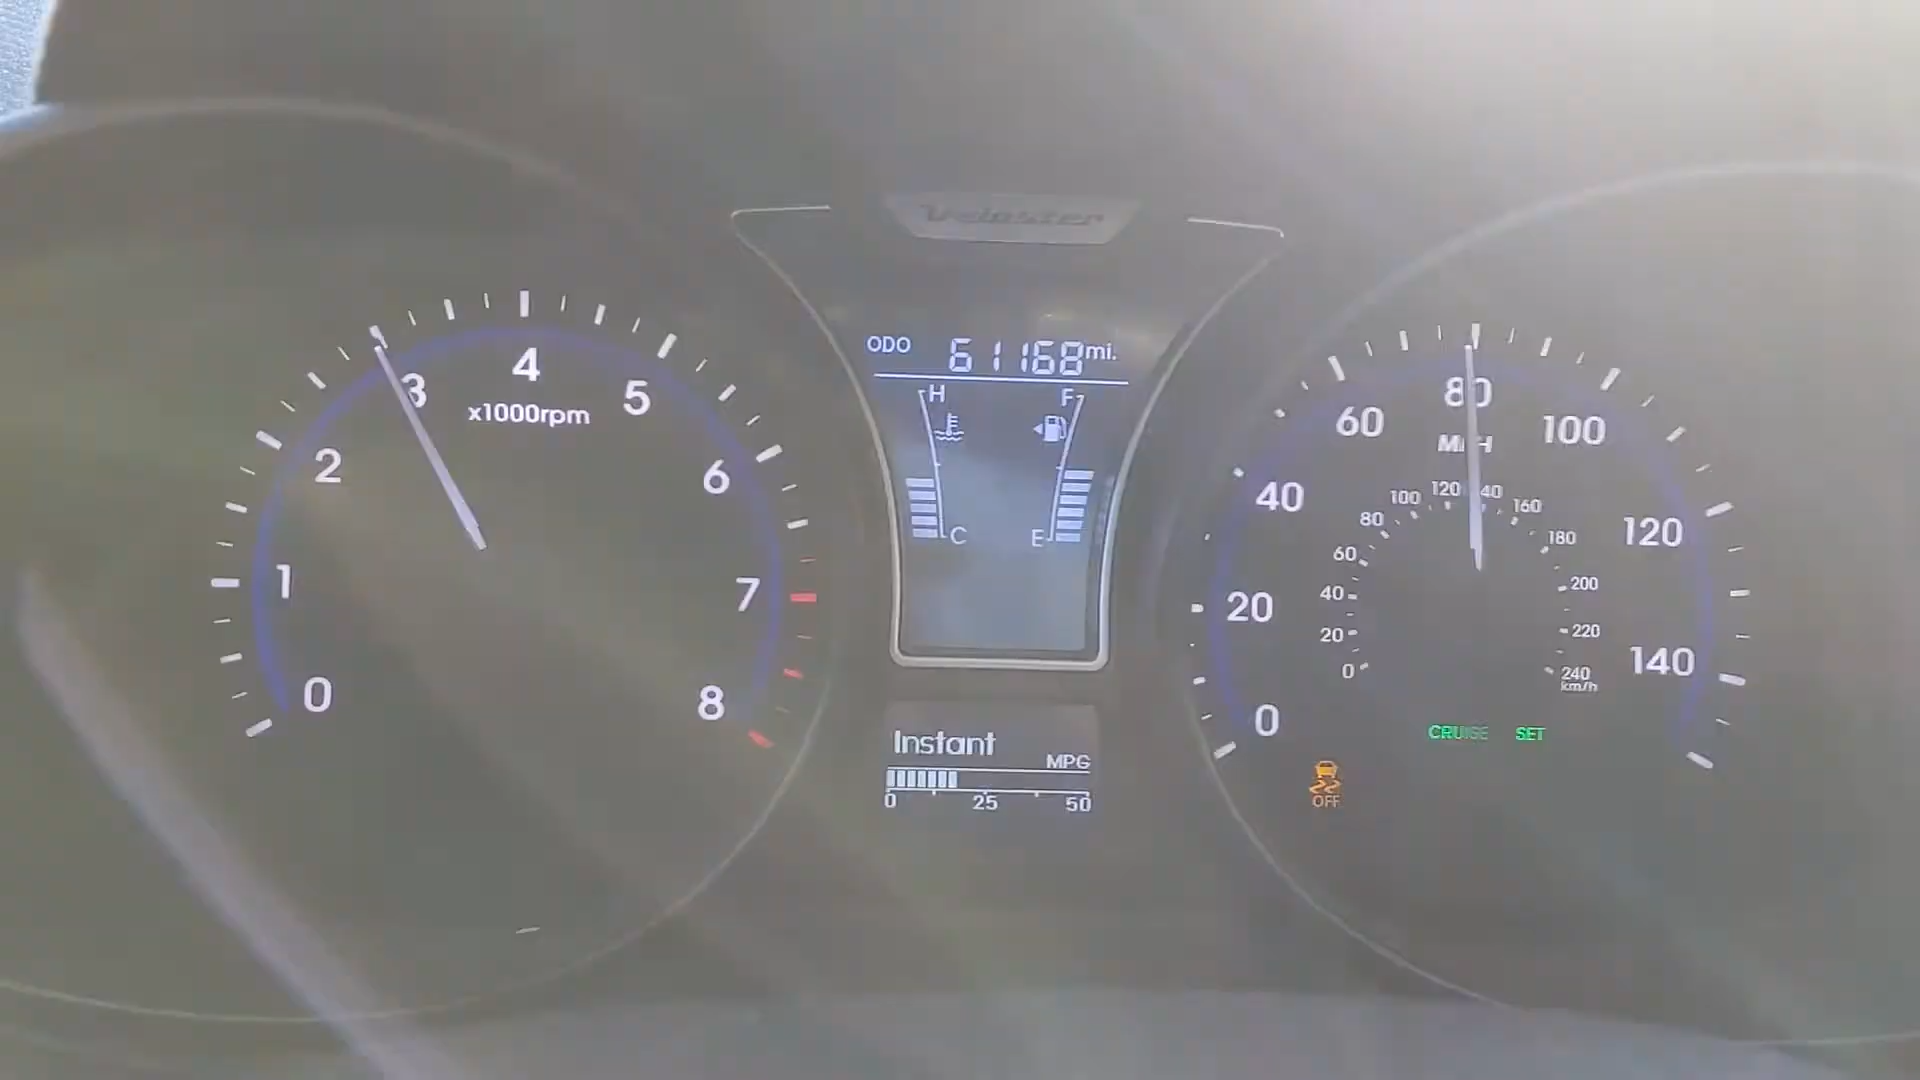 Veloster
ODO 61168 mi.
H F
C E
0 1 2 3 4 5 6 7 8
x1000rpm
0 20 40 60 80 100 120 140
MPH
0 20 40 60 80 100 120 140 160 180 200 220 240
km/h
CRUISE SET
OFF
Instant
MPG
0 25 50